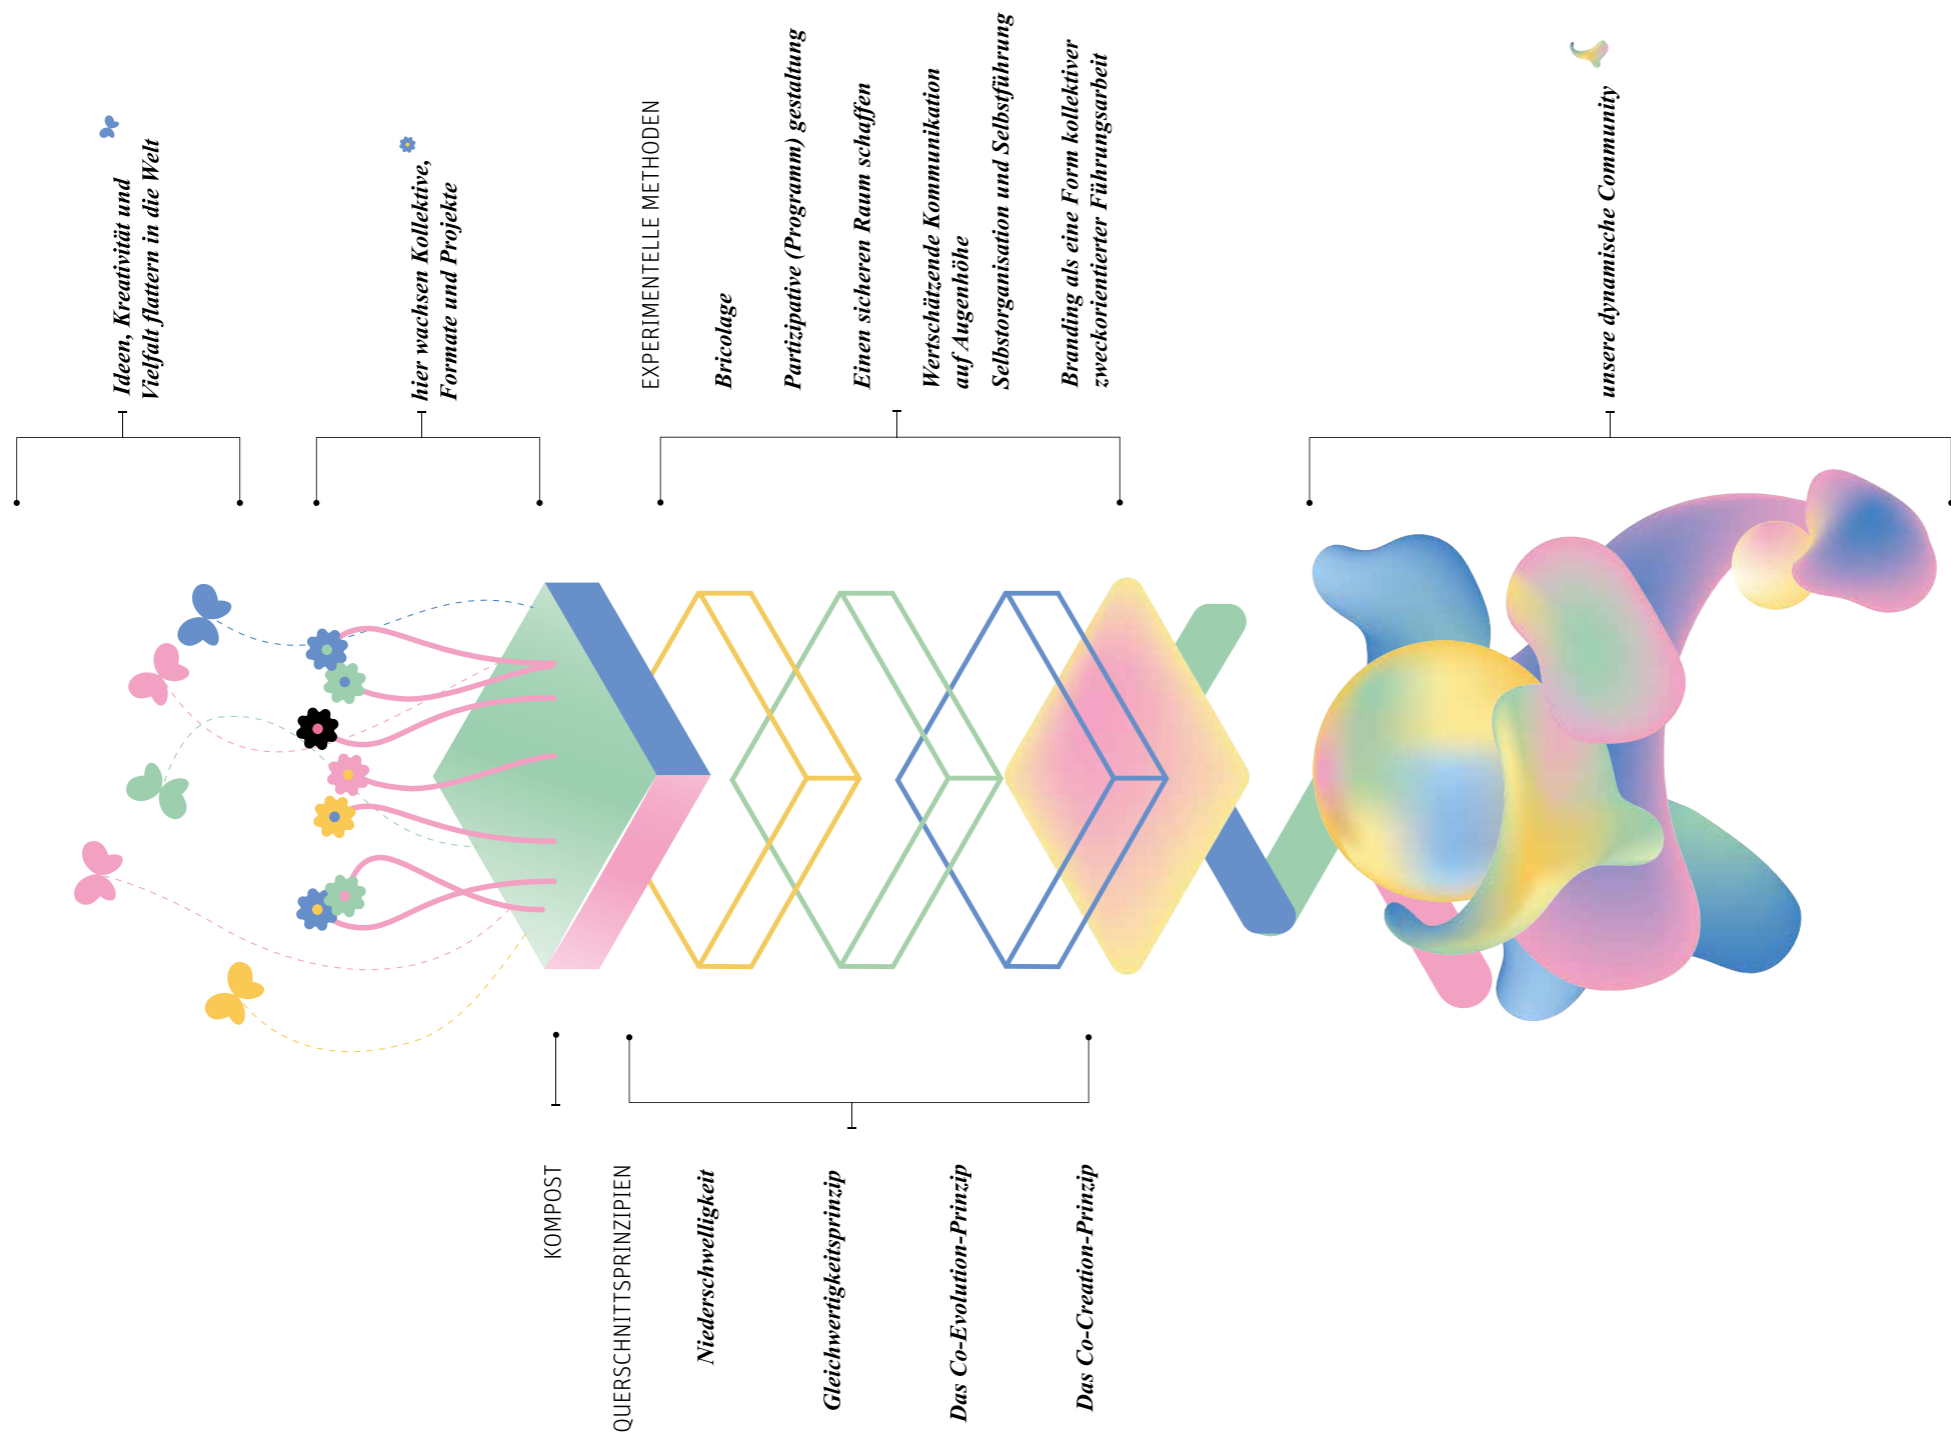 Ideen, Kreativität und
Vielfalt flattern in die Welt
hier wachsen Kollektive,
Formate und Projekte
EXPERIMENTELLE METHODEN
Bricolage
Partizipative (Programm) gestaltung
Einen sicheren Raum schaffen
Wertschätzende Kommunikation
auf Augenhöhe
Selbstorganisation und Selbstführung
Branding als eine Form kollektiver
zweckorientierter Führungsarbeit
unsere dynamische Community
KOMPOST
QUERSCHNITTSPRINZIPIEN
Niederschwelligkeit
Gleichwertigkeitsprinzip
Das Co-Evolution-Prinzip
Das Co-Creation-Prinzip